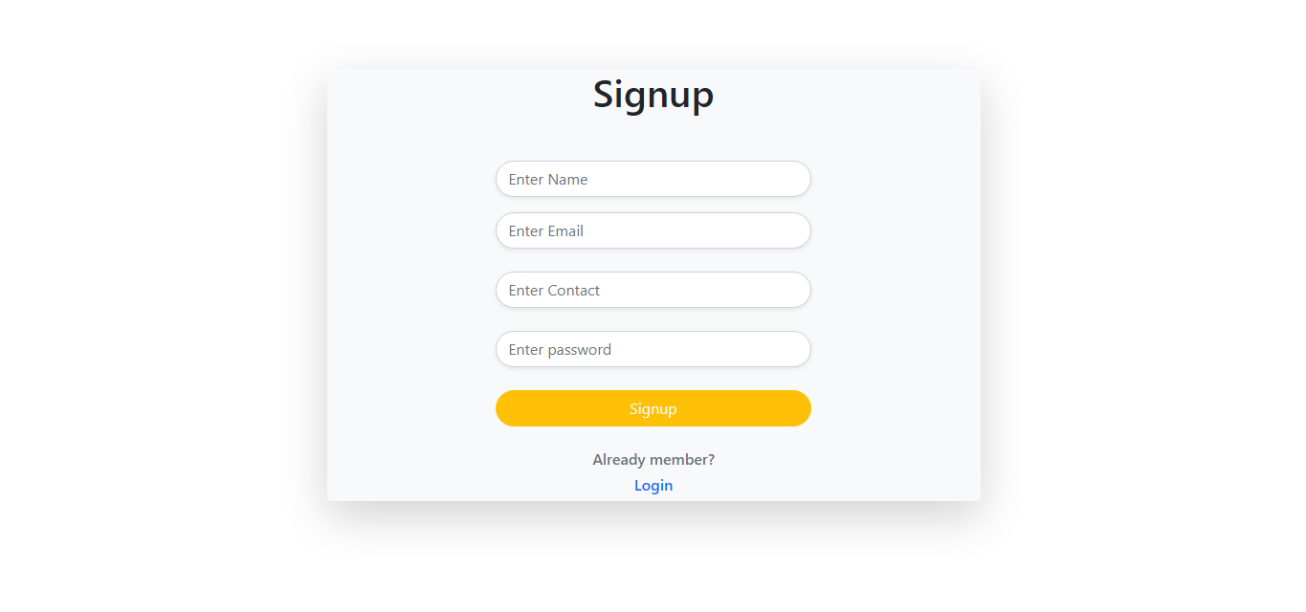 Signup
Enter Name
Enter Email
Enter Contact
Enter password
Signup
Already member?
Login